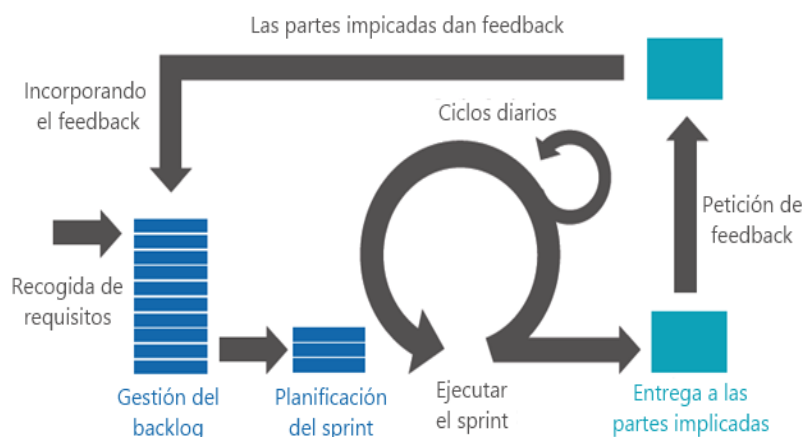 Las partes impicadas dan feedback
Incorporando
el feedback
Ciclos diarios
Petición de
feedback
Recogida de
requisitos
Gestión del
backlog
Planificación
del sprint
Ejecutar
el sprint
Entrega a las
partes implicadas